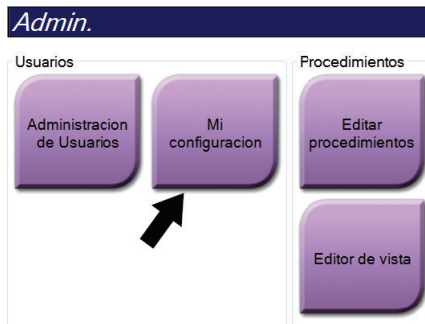 Admin.
Usuarios
Administracion
de Usuarios
Mi
configuracion
Procedimientos
Editar
procedimientos
Editor de vista